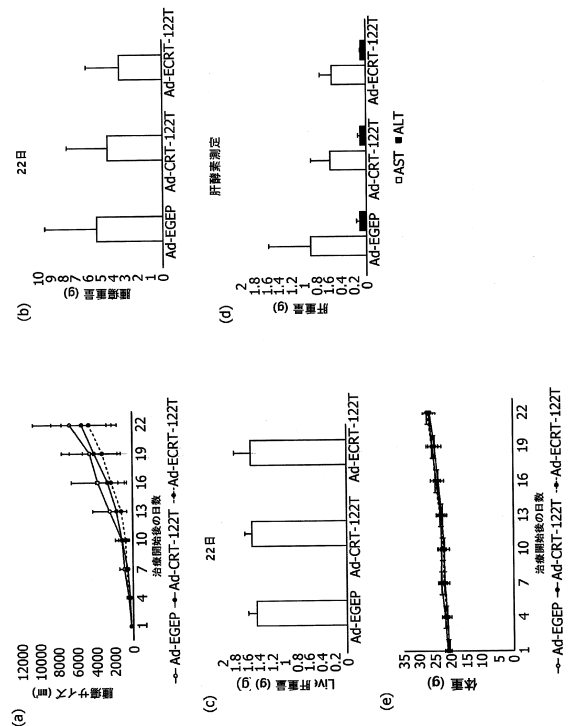 (a)
腫瘍サイズ (㎣)
12000
10000
8000
6000
4000
2000
0
1 4 7 10 13 16 19 22
治療開始後の日数
Ad-EGEP Ad-CRT-122T Ad-ECRT-122T
(b)
22日
腫瘍重量 (g)
10
9
8
7
6
5
4
3
2
1
0
Ad-EGEP Ad-CRT-122T Ad-ECRT-122T
(c)
22日
Live 肝重量(g) (g)
2
1.8
1.6
1.4
1.2
1
0.8
0.6
0.4
0.2
0
Ad-EGEP Ad-CRT-122T Ad-ECRT-122T
(d)
肝酵素測定
肝重量 (g)
2
1.8
1.6
1.4
1.2
1
0.8
0.6
0.4
0.2
0
Ad-EGEP Ad-CRT-122T Ad-ECRT-122T
□AST ■ALT
(e)
体重 (g)
35
30
25
20
15
10
5
0
1 4 7 10 13 16 19 22
治療開始後の日数
Ad-EGEP Ad-CRT-122T Ad-ECRT-122T